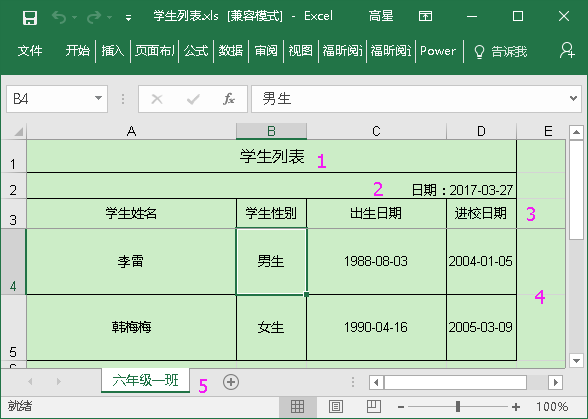 学生列表.xls [兼容模式] - Excel 高星
文件 开始 插入 页面布局 公式 数据 审阅 视图 福昕阅读 福昕阅读 Power 告诉我
B4 fx 男生
A B C D E
1 学生列表 1
2 2 日期：2017-03-27
3 学生姓名 学生性别 出生日期 进校日期 3
4 李雷 男生 1988-08-03 2004-01-05 4
5 韩梅梅 女生 1990-04-16 2005-03-09
六年级一班 5
就绪 100%